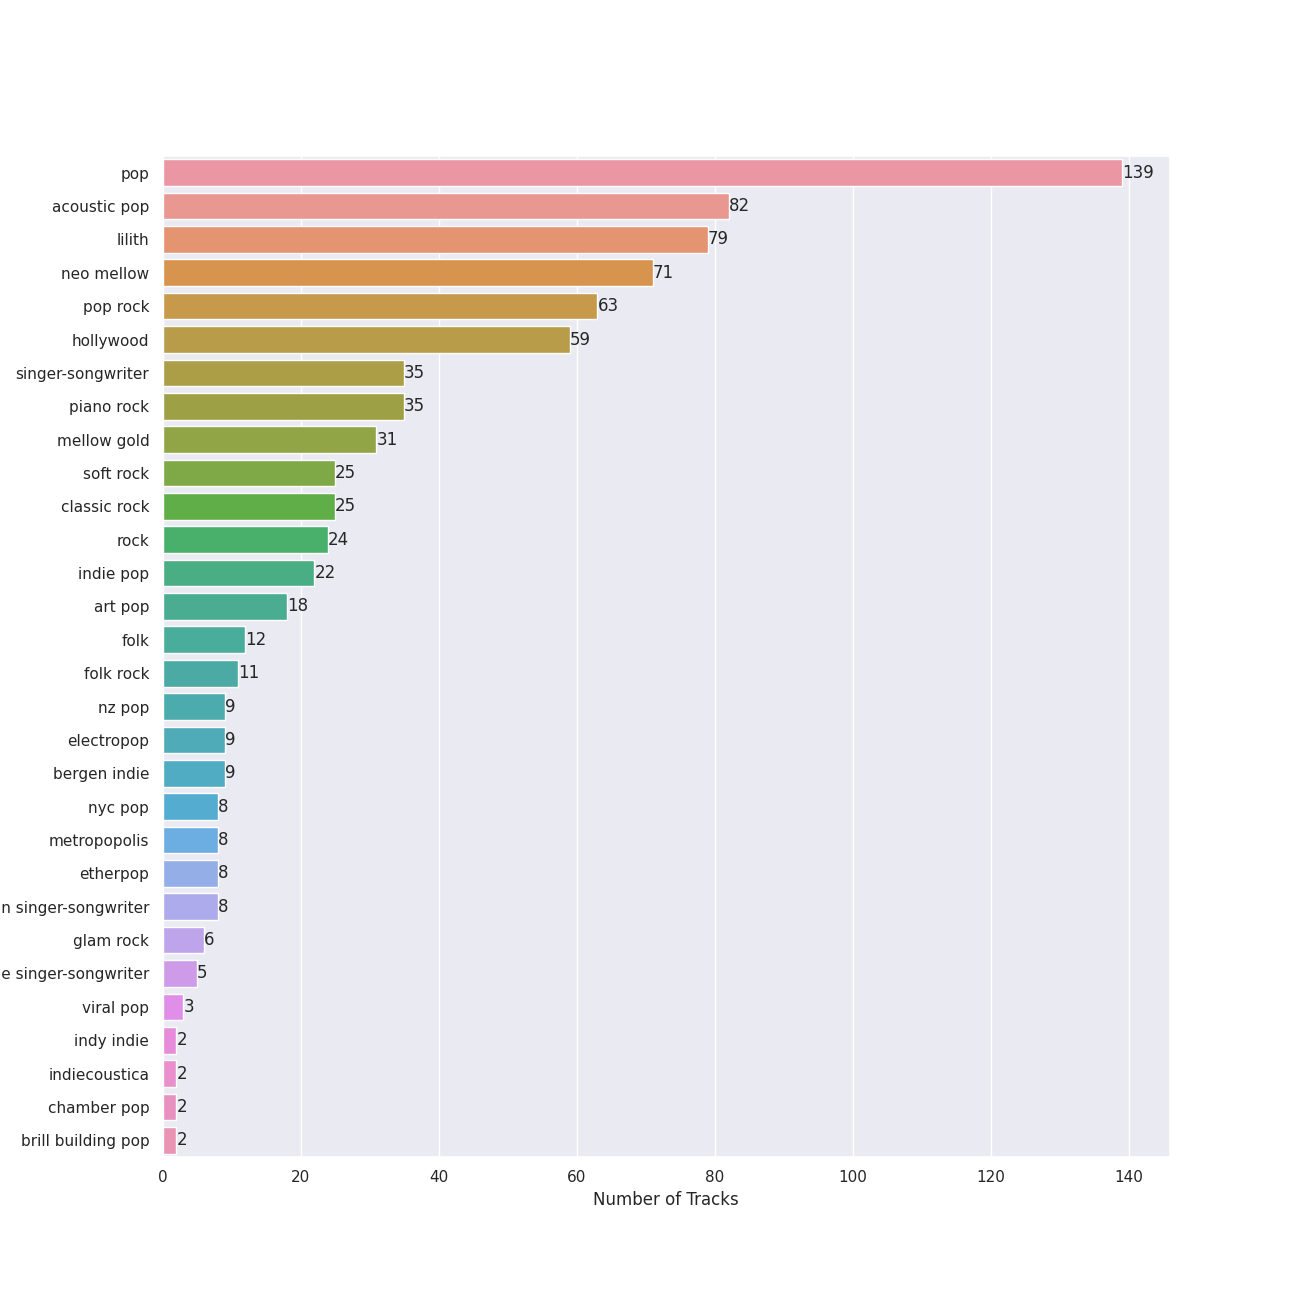 pop 139
acoustic pop 82
lilith 79
neo mellow 71
pop rock 63
hollywood 59
singer-songwriter 35
piano rock 35
mellow gold 31
soft rock 25
classic rock 25
rock 24
indie pop 22
art pop 18
folk 12
folk rock 11
nz pop 9
electropop 9
bergen indie 9
nyc pop 8
metropopolis 8
etherpop 8
n singer-songwriter 8
glam rock 6
e singer-songwriter 5
viral pop 3
indy indie 2
indiecoustica 2
chamber pop 2
brill building pop 2
0 20 40 60 80 100 120 140
Number of Tracks